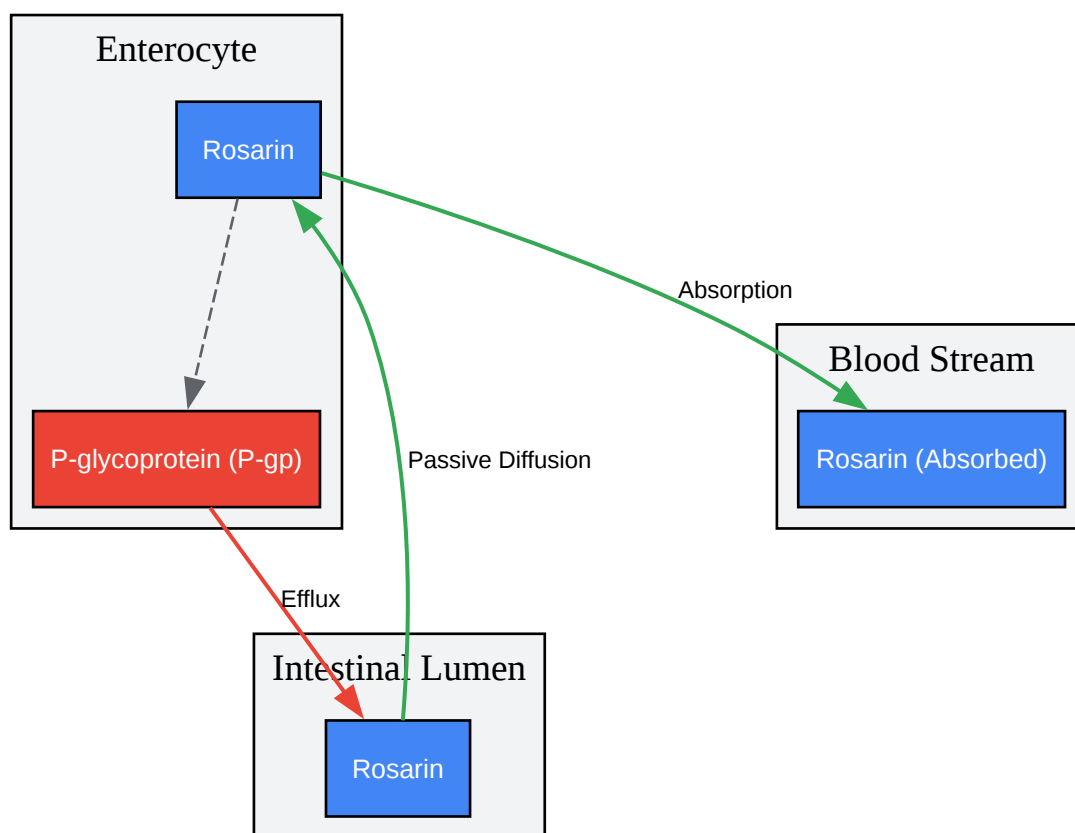 Enterocyte
Rosarin
Absorption
Blood Stream
P-glycoprotein (P-gp)
Passive Diffusion
Rosarin (Absorbed)
Efflux
Intestinal Lumen
Rosarin